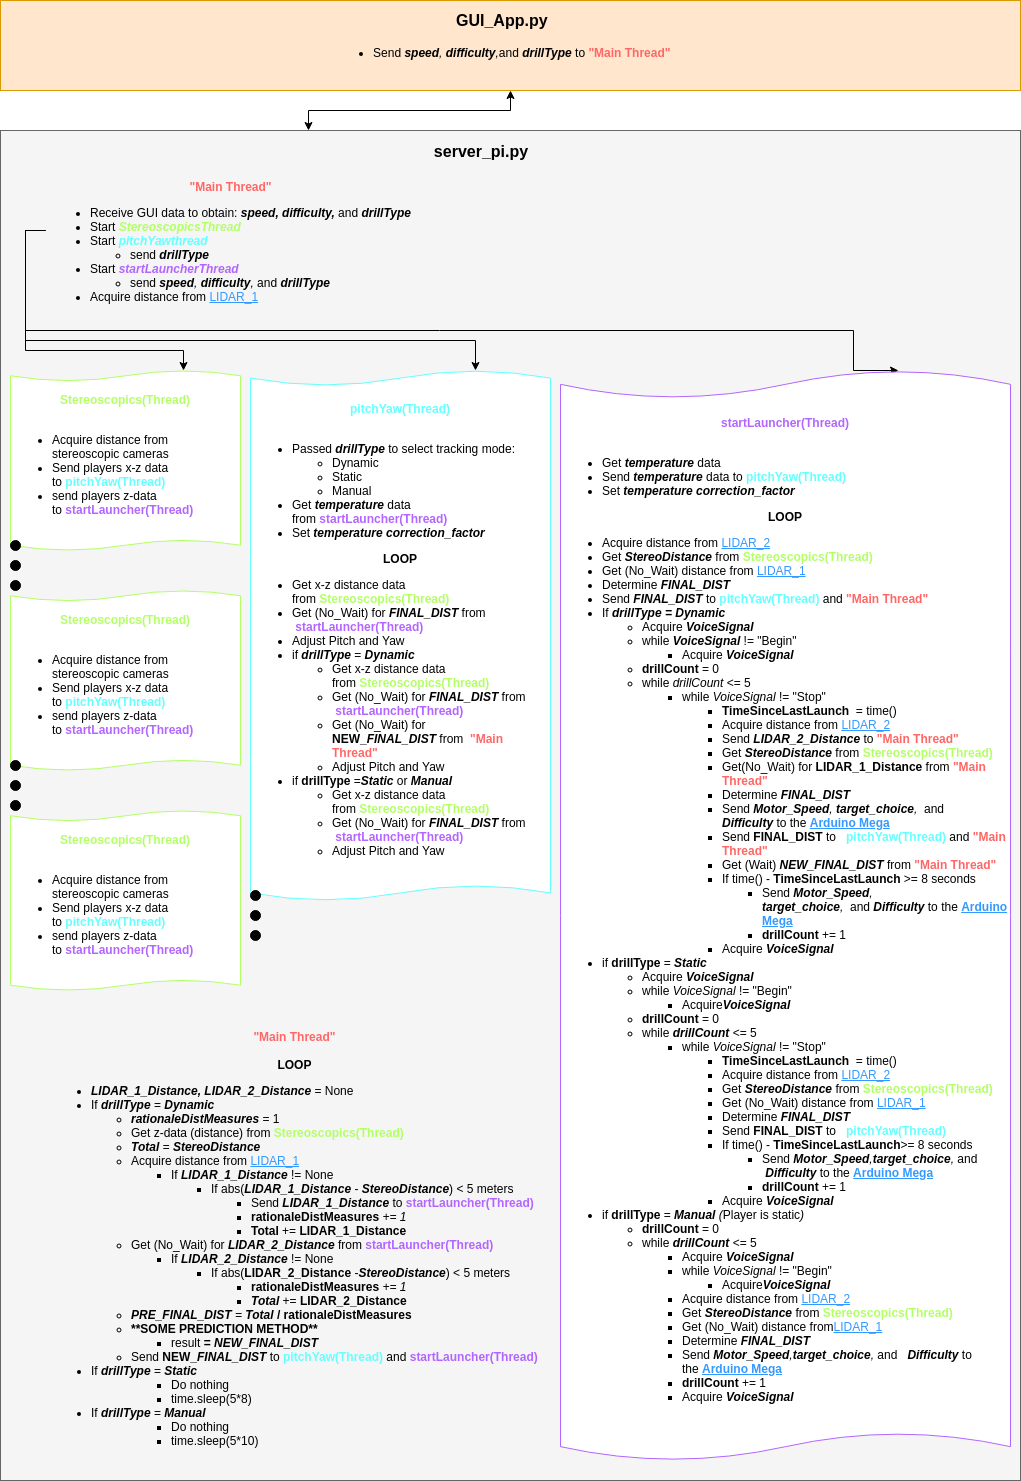 GUI_App.py
Send speed, difficulty,and drillType to "Main Thread"
server_pi.py
"Main Thread"
Receive GUI data to obtain: speed, difficulty, and drillType
Start StereoscopicsThread
Start pitchYawthread
send drillType
Start startLauncherThread
send speed, difficulty, and drillType
Acquire distance from LIDAR_1
Stereoscopics(Thread)
Acquire distance from
stereoscopic cameras
Send players x-z data
to pitchYaw(Thread)
send players z-data
to startLauncher(Thread)
Stereoscopics(Thread)
Acquire distance from
stereoscopic cameras
Send players x-z data
to pitchYaw(Thread)
send players z-data
to startLauncher(Thread)
Stereoscopics(Thread)
Acquire distance from
stereoscopic cameras
Send players x-z data
to pitchYaw(Thread)
send players z-data
to startLauncher(Thread)
pitchYaw(Thread)
Passed drillType to select tracking mode:
Dynamic
Static
Manual
Get temperature data
from startLauncher(Thread)
Set temperature correction_factor
LOOP
Get x-z distance data
from Stereoscopics(Thread)
Get (No_Wait) for FINAL_DIST from
startLauncher(Thread)
Adjust Pitch and Yaw
if drillType = Dynamic
Get x-z distance data
from Stereoscopics(Thread)
Get (No_Wait) for FINAL_DIST from
startLauncher(Thread)
Get (No_Wait) for
NEW_FINAL_DIST from "Main
Thread"
Adjust Pitch and Yaw
if drillType =Static or Manual
Get x-z distance data
from Stereoscopics(Thread)
Get (No_Wait) for FINAL_DIST from
startLauncher(Thread)
Adjust Pitch and Yaw
startLauncher(Thread)
Get temperature data
Send temperature data to pitchYaw(Thread)
Set temperature correction_factor
LOOP
Acquire distance from LIDAR_2
Get StereoDistance from Stereoscopics(Thread)
Get (No_Wait) distance from LIDAR_1
Determine FINAL_DIST
Send FINAL_DIST to pitchYaw(Thread) and "Main Thread"
If drillType = Dynamic
Acquire VoiceSignal
while VoiceSignal != "Begin"
Acquire VoiceSignal
drillCount = 0
while drillCount <= 5
while VoiceSignal != "Stop"
TimeSinceLastLaunch = time()
Acquire distance from LIDAR_2
Send LIDAR_2_Distance to "Main Thread"
Get StereoDistance from Stereoscopics(Thread)
Get(No_Wait) for LIDAR_1_Distance from "Main
Thread"
Determine FINAL_DIST
Send Motor_Speed, target_choice, and
Difficulty to the Arduino Mega
Send FINAL_DIST to pitchYaw(Thread) and "Main
Thread"
Get (Wait) NEW_FINAL_DIST from "Main Thread"
If time() - TimeSinceLastLaunch >= 8 seconds
Send Motor_Speed,
target_choice, and Difficulty to the Arduino
Mega
drillCount += 1
Acquire VoiceSignal
if drillType = Static
Acquire VoiceSignal
while VoiceSignal != "Begin"
AcquireVoiceSignal
drillCount = 0
while drillCount <= 5
while VoiceSignal != "Stop"
TimeSinceLastLaunch = time()
Acquire distance from LIDAR_2
Get StereoDistance from Stereoscopics(Thread)
Get (No_Wait) distance from LIDAR_1
Determine FINAL_DIST
Send FINAL_DIST to pitchYaw(Thread)
If time() - TimeSinceLastLaunch>= 8 seconds
Send Motor_Speed,target_choice, and
Difficulty to the Arduino Mega
drillCount += 1
Acquire VoiceSignal
if drillType = Manual (Player is static)
drillCount = 0
while drillCount <= 5
Acquire VoiceSignal
while VoiceSignal != "Begin"
AcquireVoiceSignal
Acquire distance from LIDAR_2
Get StereoDistance from Stereoscopics(Thread)
Get (No_Wait) distance fromLIDAR_1
Determine FINAL_DIST
Send Motor_Speed,target_choice, and Difficulty to
the Arduino Mega
drillCount += 1
Acquire VoiceSignal
"Main Thread"
LOOP
LIDAR_1_Distance, LIDAR_2_Distance = None
If drillType = Dynamic
rationaleDistMeasures = 1
Get z-data (distance) from Stereoscopics(Thread)
Total = StereoDistance
Acquire distance from LIDAR_1
If LIDAR_1_Distance != None
If abs(LIDAR_1_Distance - StereoDistance) < 5 meters
Send LIDAR_1_Distance to startLauncher(Thread)
rationaleDistMeasures += 1
Total += LIDAR_1_Distance
Get (No_Wait) for LIDAR_2_Distance from startLauncher(Thread)
If LIDAR_2_Distance != None
If abs(LIDAR_2_Distance -StereoDistance) < 5 meters
rationaleDistMeasures += 1
Total += LIDAR_2_Distance
PRE_FINAL_DIST = Total / rationaleDistMeasures
**SOME PREDICTION METHOD**
result = NEW_FINAL_DIST
Send NEW_FINAL_DIST to pitchYaw(Thread) and startLauncher(Thread)
If drillType = Static
Do nothing
time.sleep(5*8)
If drillType = Manual
Do nothing
time.sleep(5*10)